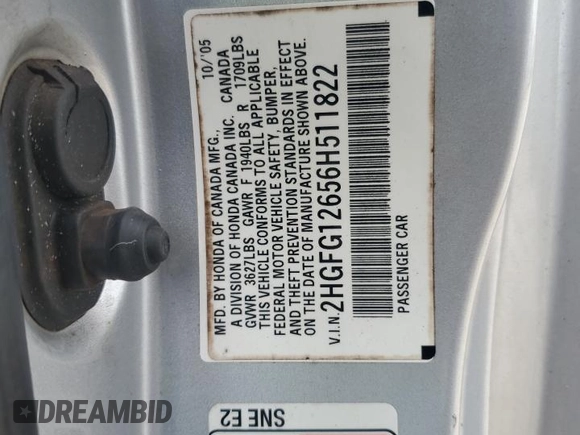 MFD. BY HONDA OF CANADA MFG., 10/'05
A DIVISION OF HONDA CANADA INC. CANADA
GVWR 3627LBS GAWR F 1940LBS R 1709LBS
THIS VEHICLE CONFORMS TO ALL APPLICABLE
FEDERAL MOTOR VEHICLE SAFETY, BUMPER,
AND THEFT PREVENTION STANDARDS IN EFFECT
ON THE DATE OF MANUFACTURE SHOWN ABOVE.
V.I.N. 2HGFG12656H511822
PASSENGER CAR
SNE E2
DREAMBID